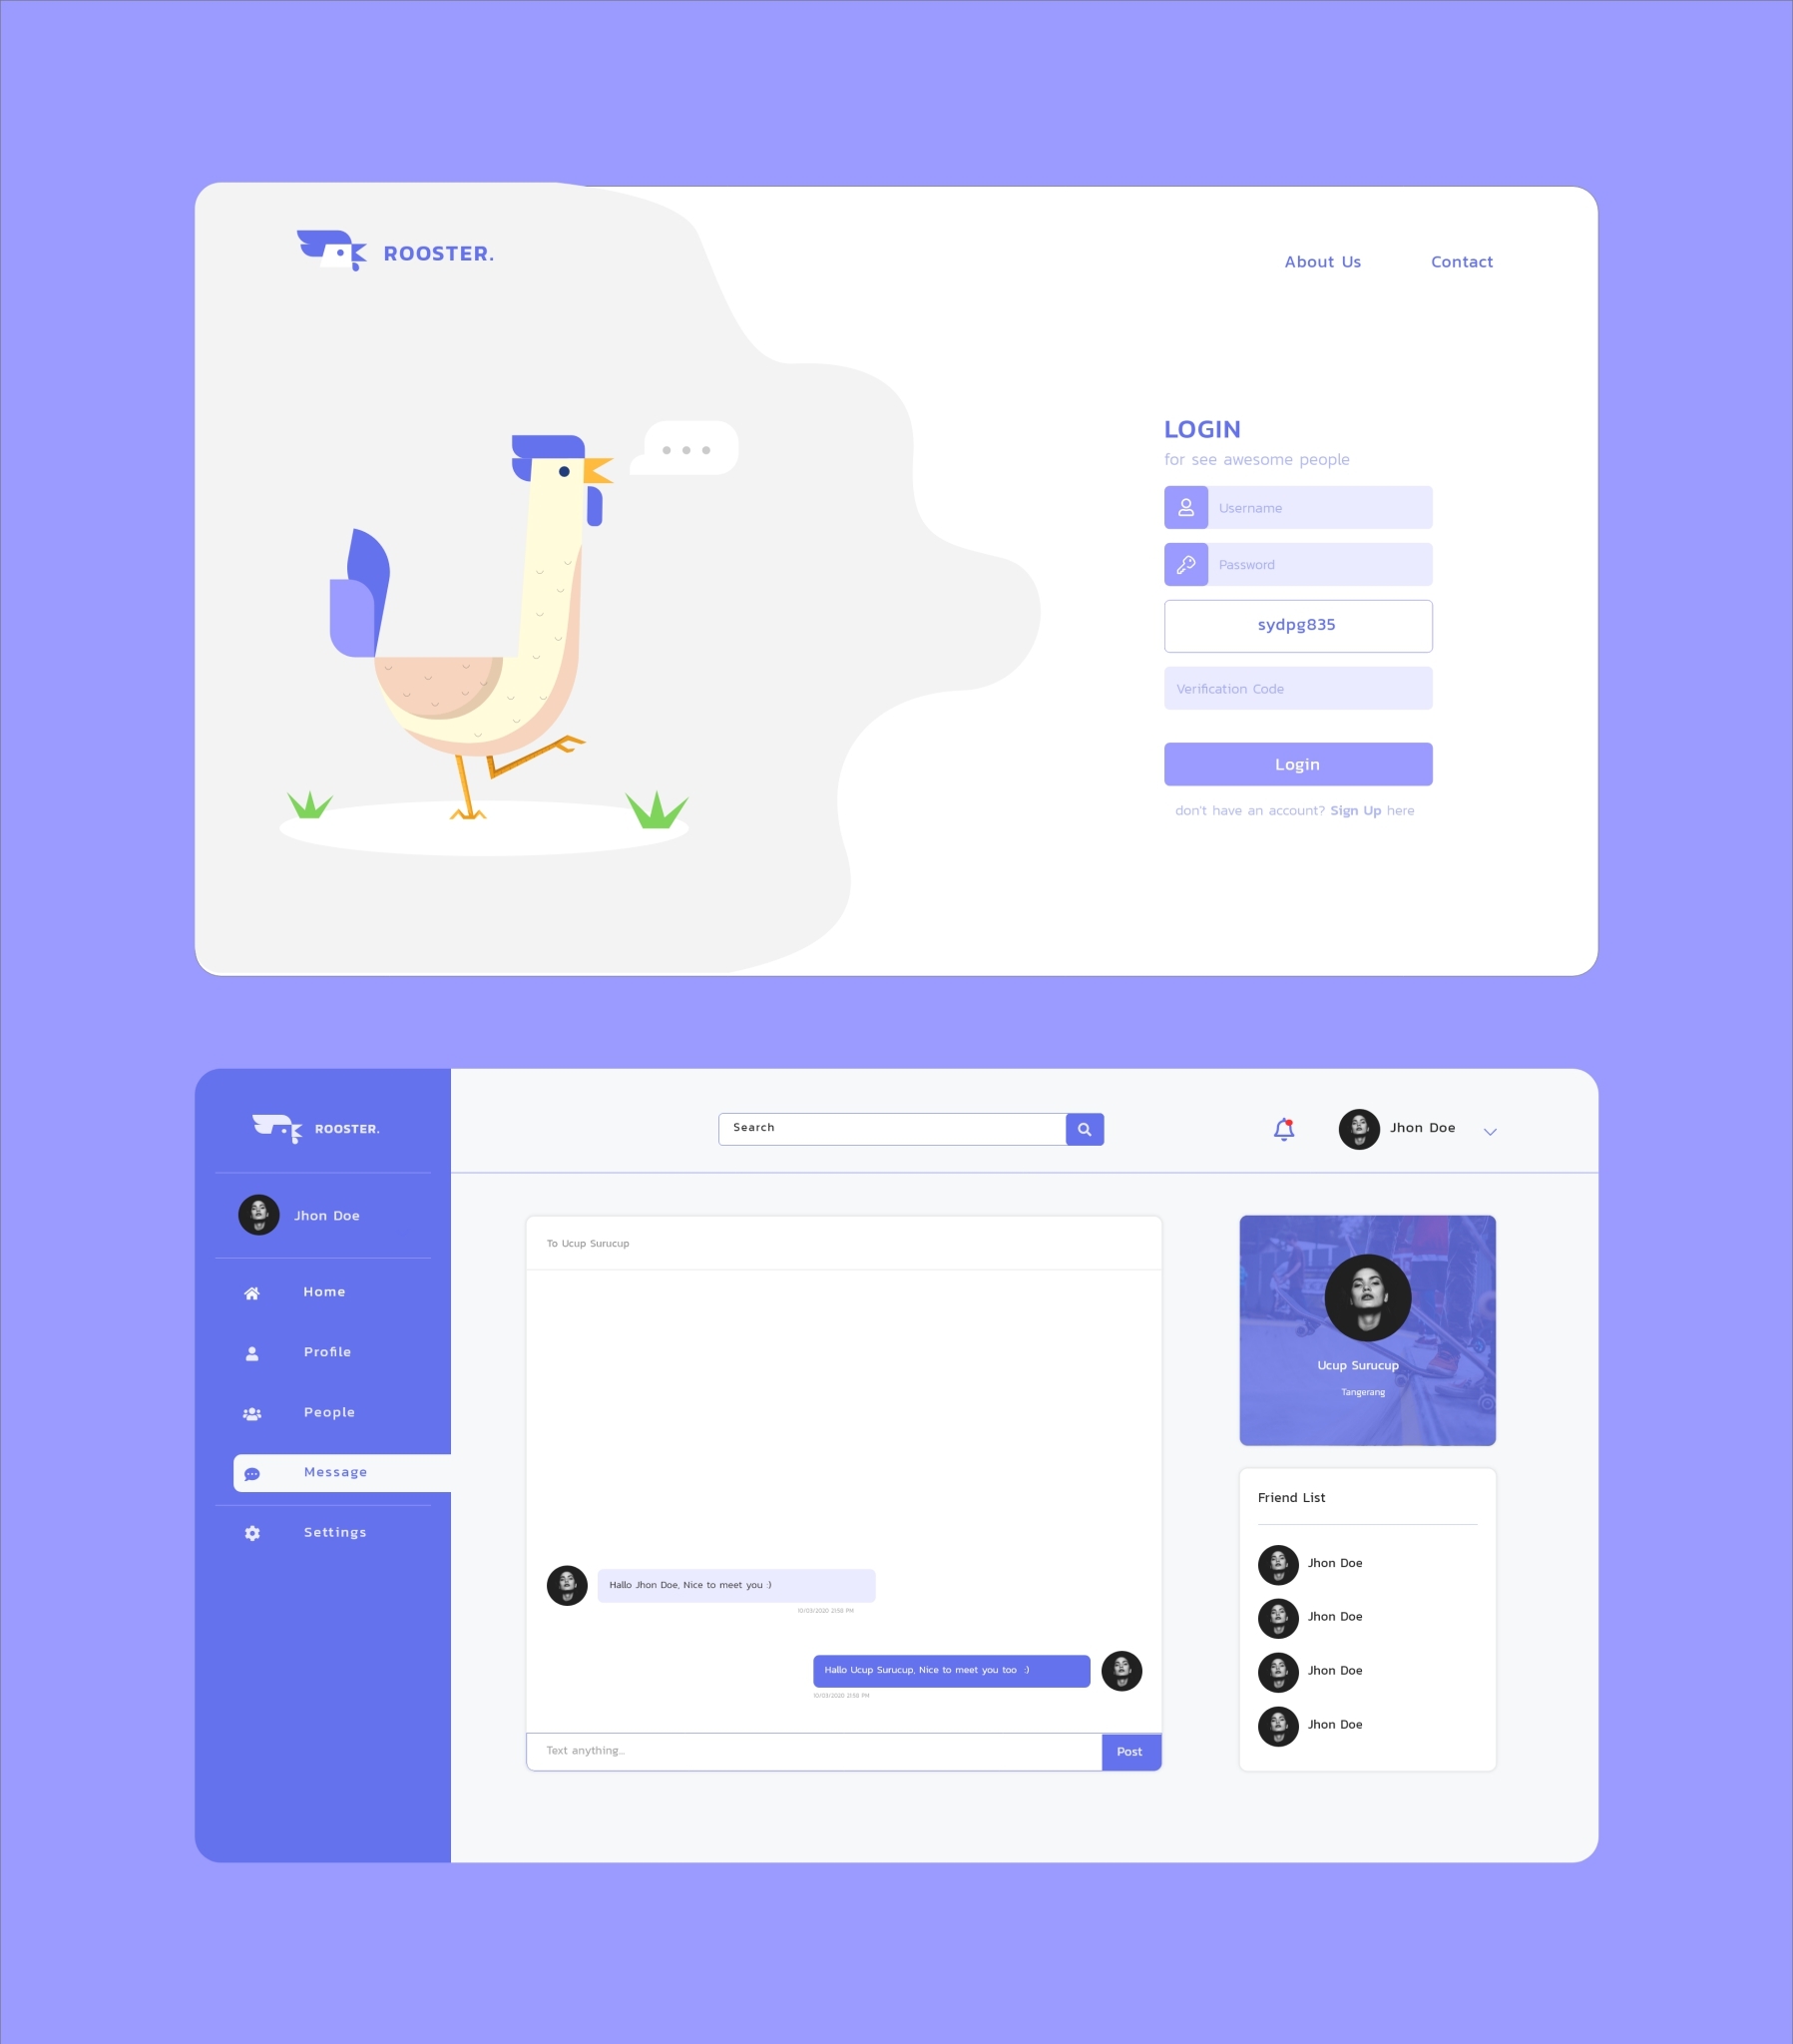 ROOSTER.
About Us
Contact
LOGIN
for see awesome people
Username
Password
sydpg835
Verification Code
Login
don't have an account? Sign Up here
ROOSTER.
Search
Jhon Doe
Jhon Doe
Home
Profile
People
Message
Settings
To Ucup Surucup
Hallo Jhon Doe, Nice to meet you :)
10/03/2020 21:58 PM
Hallo Ucup Surucup, Nice to meet you too :)
10/03/2020 21:58 PM
Text anything...
Post
Ucup Surucup
Tangerang
Friend List
Jhon Doe
Jhon Doe
Jhon Doe
Jhon Doe